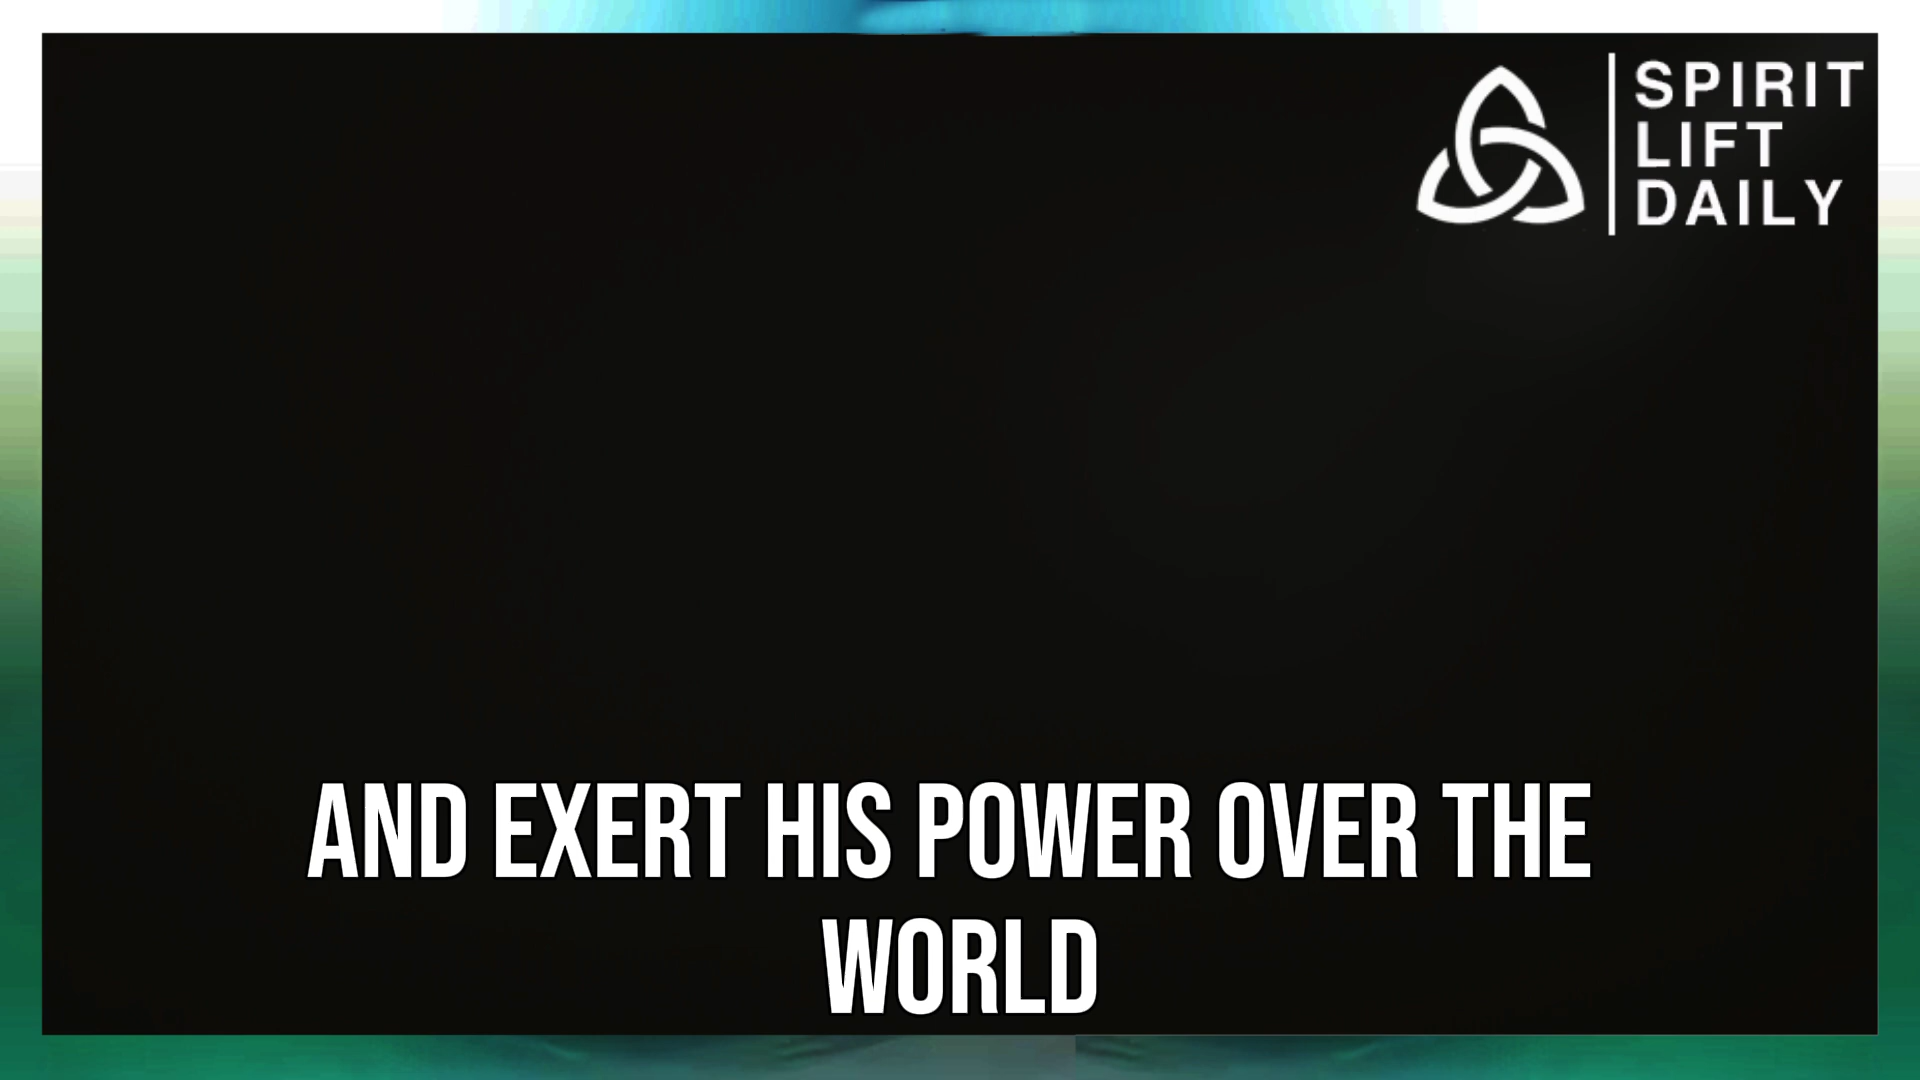 SPIRIT
LIFT
DAILY
AND EXERT HIS POWER OVER THE
WORLD